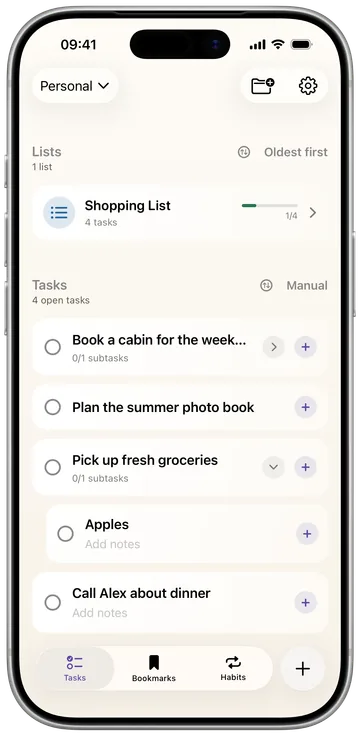 09:41
Personal
Lists
Oldest first
1 list
Shopping List
4 tasks
1/4
Tasks
Manual
4 open tasks
Book a cabin for the week...
0/1 subtasks
Plan the summer photo book
Pick up fresh groceries
0/1 subtasks
Apples
Add notes
Call Alex about dinner
Add notes
Tasks
Bookmarks
Habits